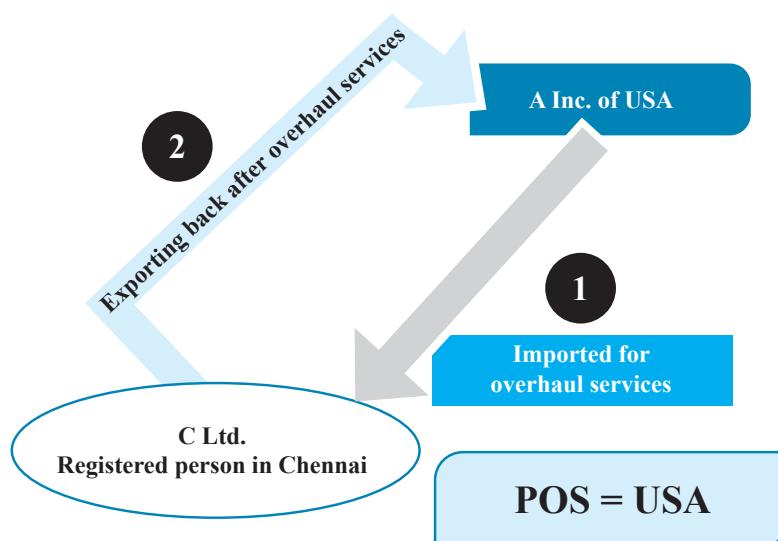 A Inc. of USA
2
Exporting back after overhaul services
1
Imported for
overhaul services
C Ltd.
Registered person in Chennai
POS = USA